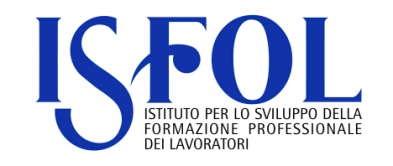 ISFOL
ISTITUTO PER LO SVILUPPO DELLA
FORMAZIONE PROFESSIONALE
DEI LAVORATORI